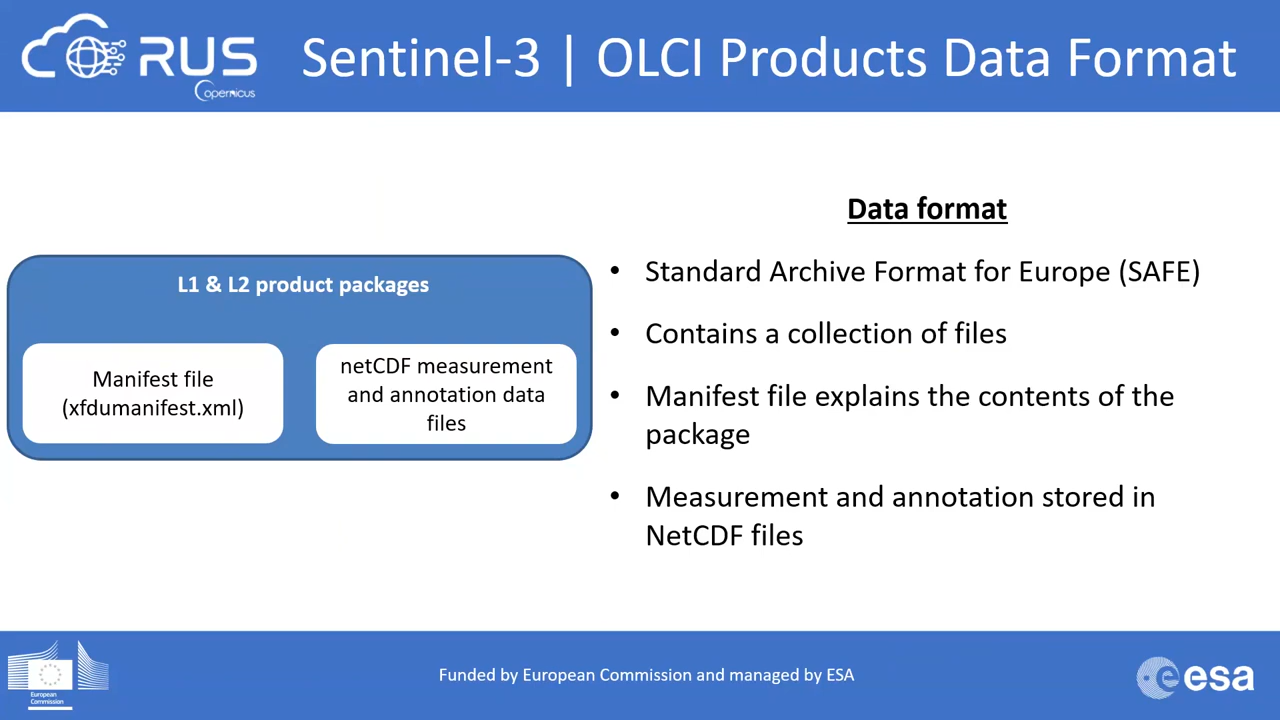 RUS
Copernicus
Sentinel-3 | OLCI Products Data Format
L1 & L2 product packages
Manifest file
(xfdumanifest.xml)
netCDF measurement
and annotation data
files
Data format
• Standard Archive Format for Europe (SAFE)
• Contains a collection of files
• Manifest file explains the contents of the
package
• Measurement and annotation stored in
NetCDF files
European
Commission
Funded by European Commission and managed by ESA
esa